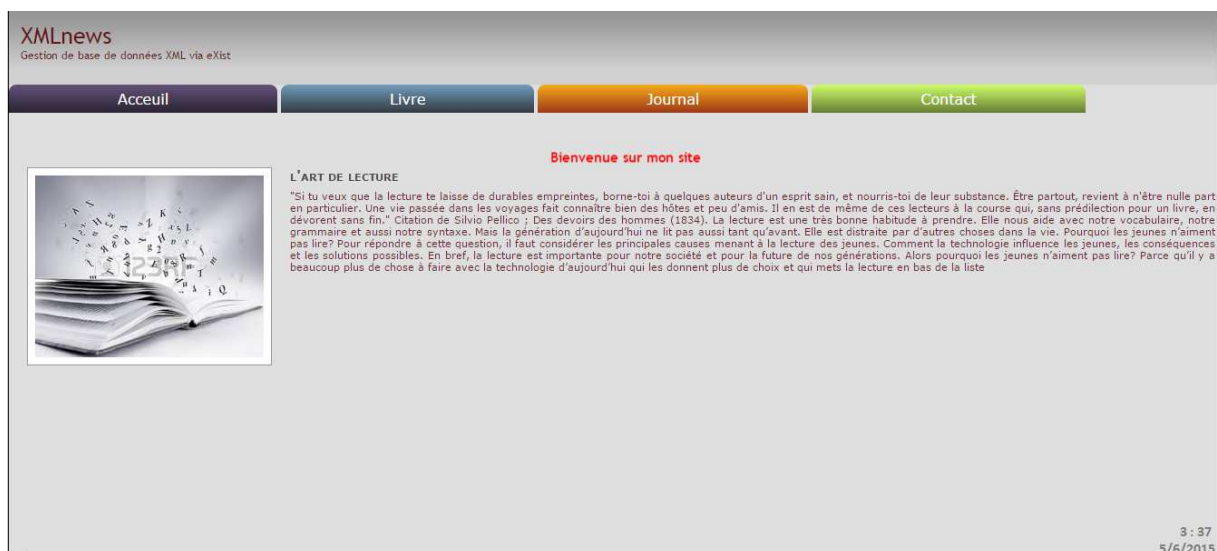 XMLnews
Gestion de base de données XML via eXist
Acceuil
Livre
Journal
Contact
Bienvenue sur mon site
L'ART DE LECTURE
"Si tu veux que la lecture te laisse de durables empreintes, borne-toi à quelques auteurs d'un esprit sain, et nourris-toi de leur substance. Être partout, revient à n'être nulle part
en particulier. Une vie passée dans les voyages fait connaître bien des hôtes et peu d'amis. Il en est de même de ces lecteurs à la course qui, sans prédilection pour un livre, en
dévorent sans fin." Citation de Silvio Pellico ; Des devoirs des hommes (1834). La lecture est une très bonne habitude à prendre. Elle nous aide avec notre vocabulaire, notre
grammaire et aussi notre syntaxe. Mais la génération d'aujourd'hui ne lit pas aussi tant qu'avant. Elle est distraite par d'autres choses dans la vie. Pourquoi les jeunes n'aiment
pas lire? Pour répondre à cette question, il faut considérer les principales causes menant à la lecture des jeunes. Comment la technologie influence les jeunes, les conséquences
et les solutions possibles. En bref, la lecture est importante pour notre société et pour la future de nos générations. Alors pourquoi les jeunes n'aiment pas lire? Parce qu'il y a
beaucoup plus de chose à faire avec la technologie d'aujourd'hui qui les donnent plus de choix et qui mets la lecture en bas de la liste
123RF
3 : 37
5/6/2015